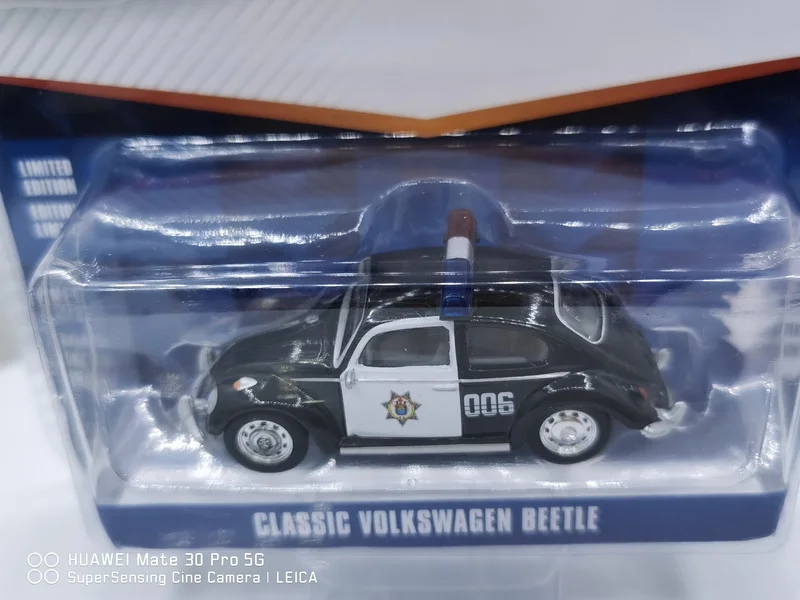 LIMITED
EDITION
006
CLASSIC VOLKSWAGEN BEETLE
HUAWEI Mate 30 Pro 5G
SuperSensing Cine Camera | LEICA